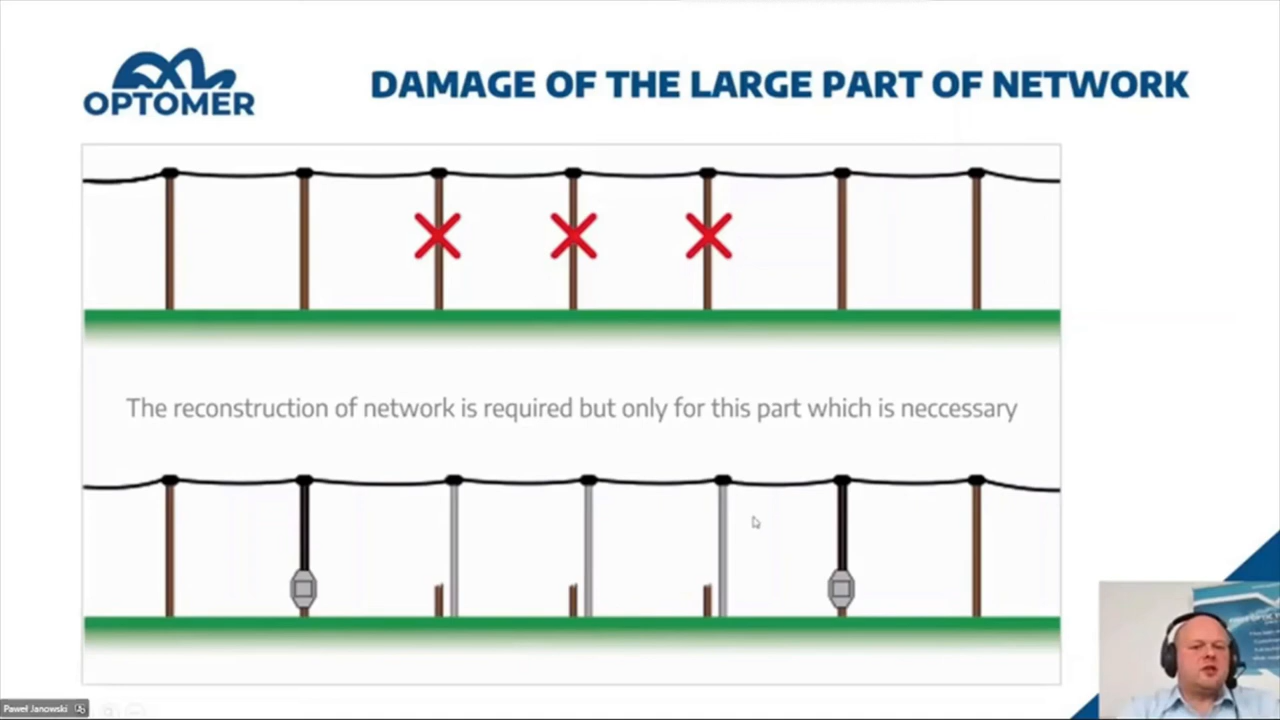 OPTOMER
DAMAGE OF THE LARGE PART OF NETWORK
The reconstruction of network is required but only for this part which is neccessary
Paweł Janowski